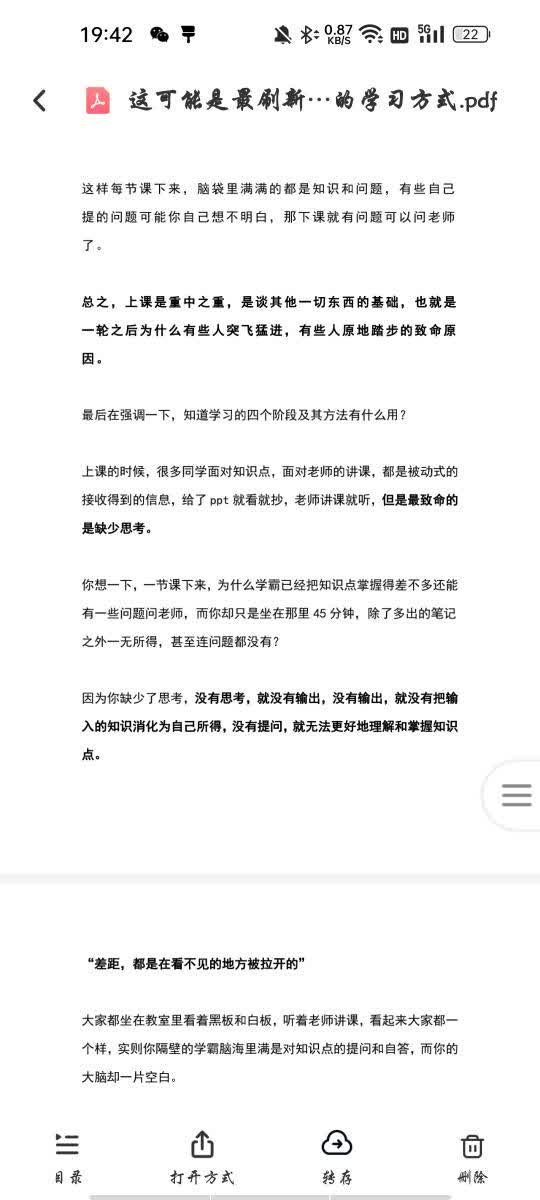 19:42 0.87 KB/S HD 5G 22
这可能是最刷新…的学习方式.pdf
这样每节课下来，脑袋里满满的都是知识和问题，有些自己
提的问题可能你自己想不明白，那下课就有问题可以问老师
了。
总之，上课是重中之重，是谈其他一切东西的基础，也就是
一轮之后为什么有些人突飞猛进，有些人原地踏步的致命原
因。
最后在强调一下，知道学习的四个阶段及其方法有什么用？
上课的时候，很多同学面对知识点，面对老师的讲课，都是被动式的
接收得到的信息，给了 ppt 就看就抄，老师讲课就听，但是最致命的
是缺少思考。
你想一下，一节课下来，为什么学霸已经把知识点掌握得差不多还能
有一些问题问老师，而你却只是坐在那里 45 分钟，除了多出的笔记
之外一无所得，甚至连问题都没有？
因为你缺少了思考，没有思考，就没有输出，没有输出，就没有把输
入的知识消化为自己所得，没有提问，就无法更好地理解和掌握知识
点。
“差距，都是在看不见的地方被拉开的”
大家都坐在教室里看着黑板和白板，听着老师讲课，看起来大家都一
个样，实则你隔壁的学霸脑海里满是对知识点的提问和自答，而你的
大脑却一片空白。
目录 打开方式 转存 删除